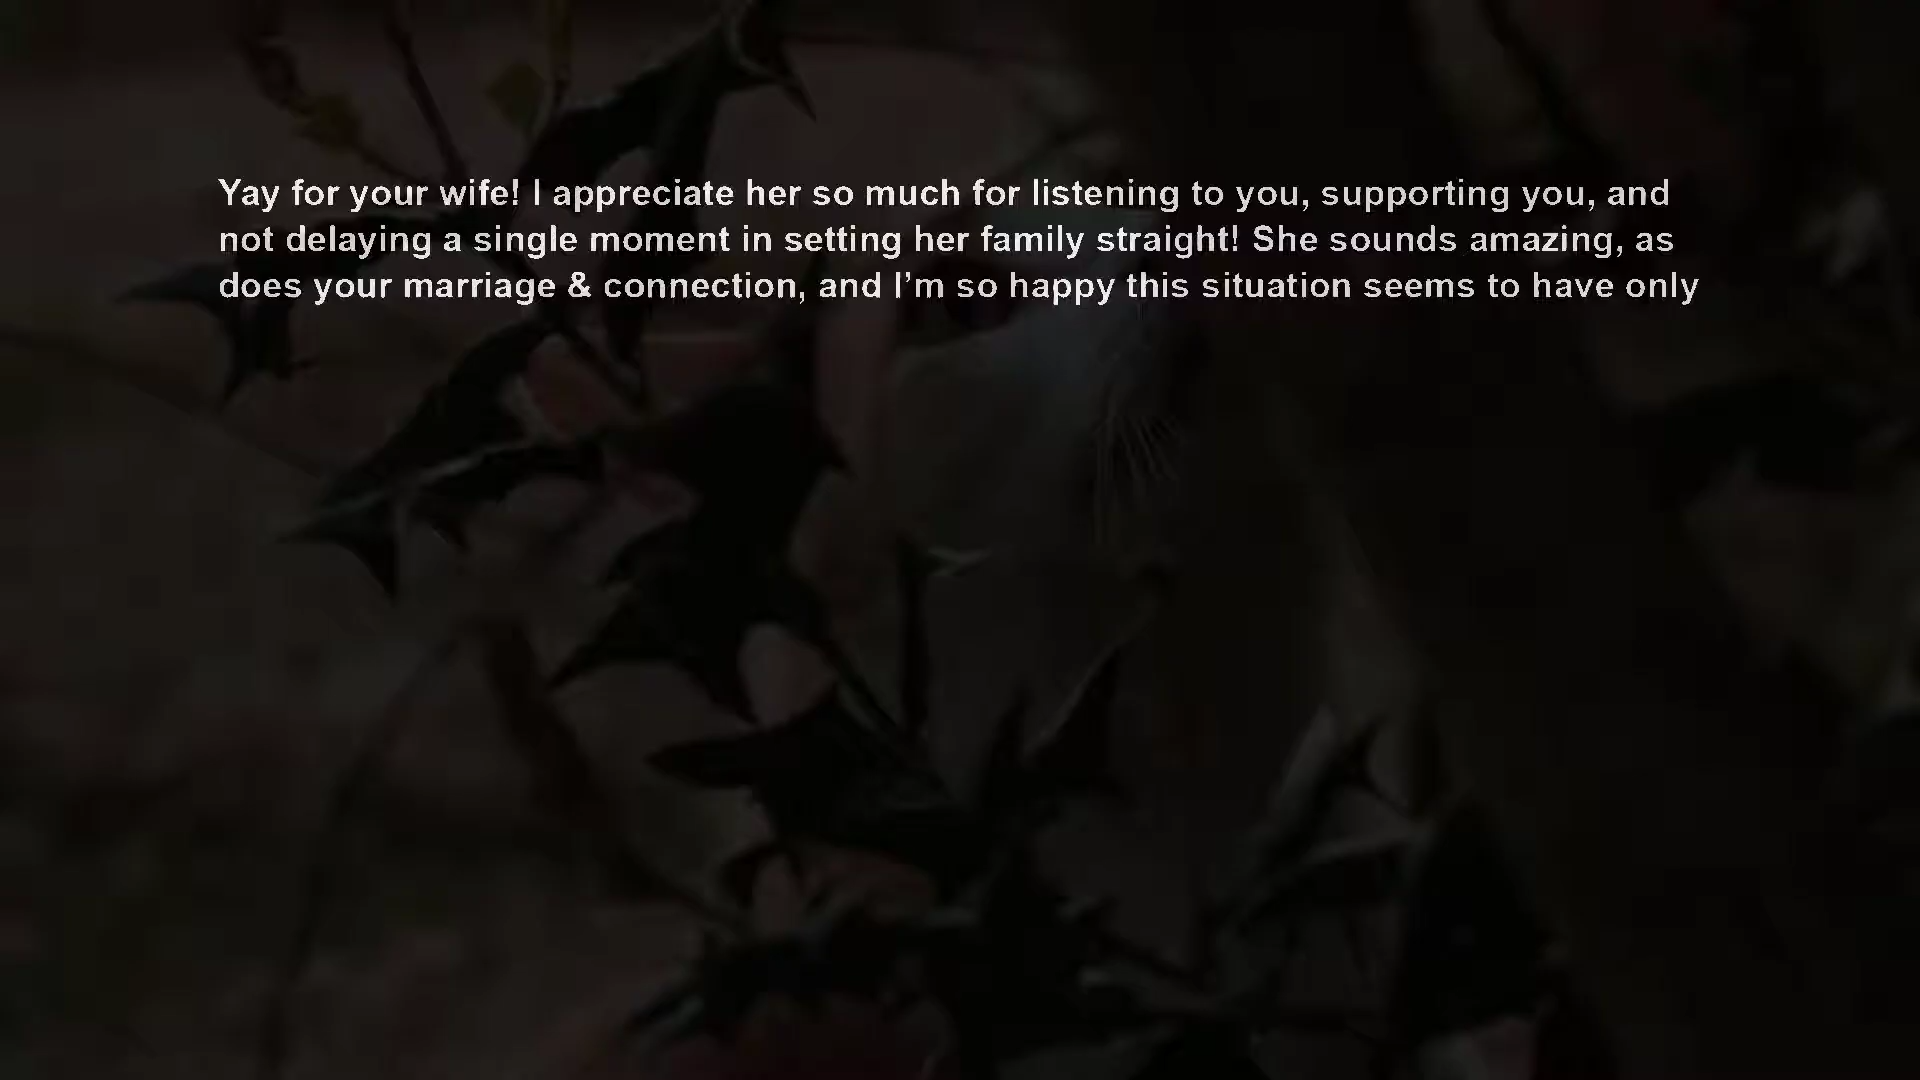 Yay for your wife! I appreciate her so much for listening to you, supporting you, and
not delaying a single moment in setting her family straight! She sounds amazing, as
does your marriage & connection, and I’m so happy this situation seems to have only